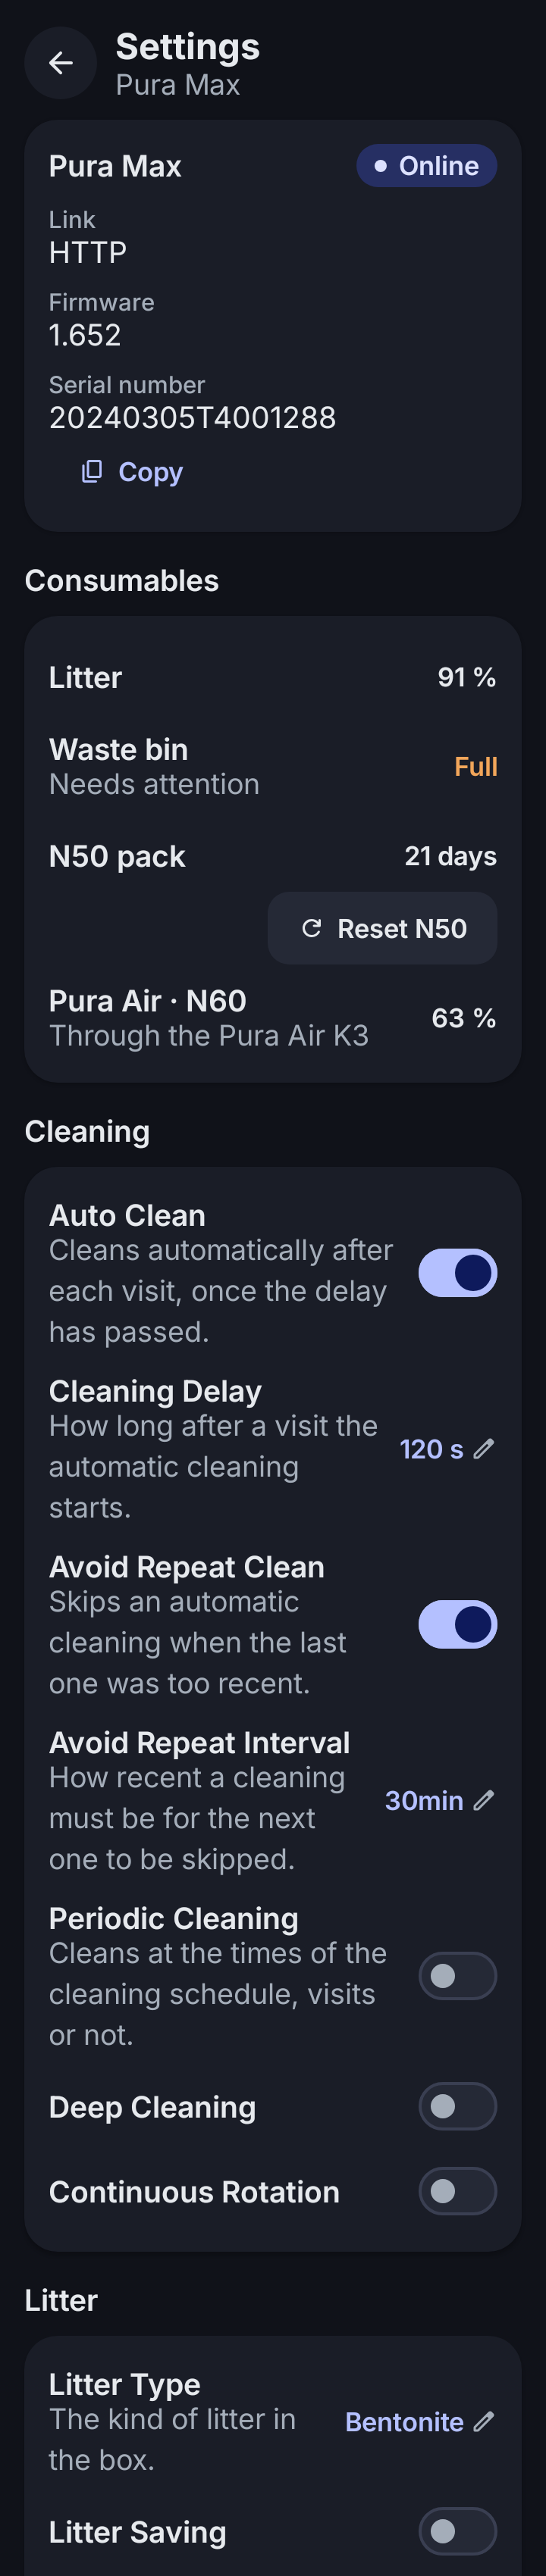 Settings
Pura Max
Pura Max
Online
Link
HTTP
Firmware
1.652
Serial number
20240305T4001288
Copy
Consumables
Litter
91 %
Waste bin
Needs attention
Full
N50 pack
21 days
Reset N50
Pura Air · N60
Through the Pura Air K3
63 %
Cleaning
Auto Clean
Cleans automatically after
each visit, once the delay
has passed.
Cleaning Delay
How long after a visit the
automatic cleaning
starts.
120 s
Avoid Repeat Clean
Skips an automatic
cleaning when the last
one was too recent.
Avoid Repeat Interval
How recent a cleaning
must be for the next
one to be skipped.
30min
Periodic Cleaning
Cleans at the times of the
cleaning schedule, visits
or not.
Deep Cleaning
Continuous Rotation
Litter
Litter Type
The kind of litter in
the box.
Bentonite
Litter Saving